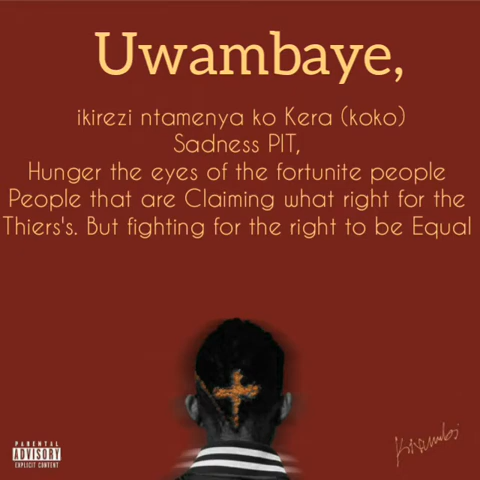 Uwambaye,
ikirezi ntamenya ko Kera (koko)
Sadness PIT,
Hunger the eyes of the fortunite people
People that are Claiming what right for the
Thiers's. But fighting for the right to be Equal
PARENTAL
ADVISORY
EXPLICIT CONTENT